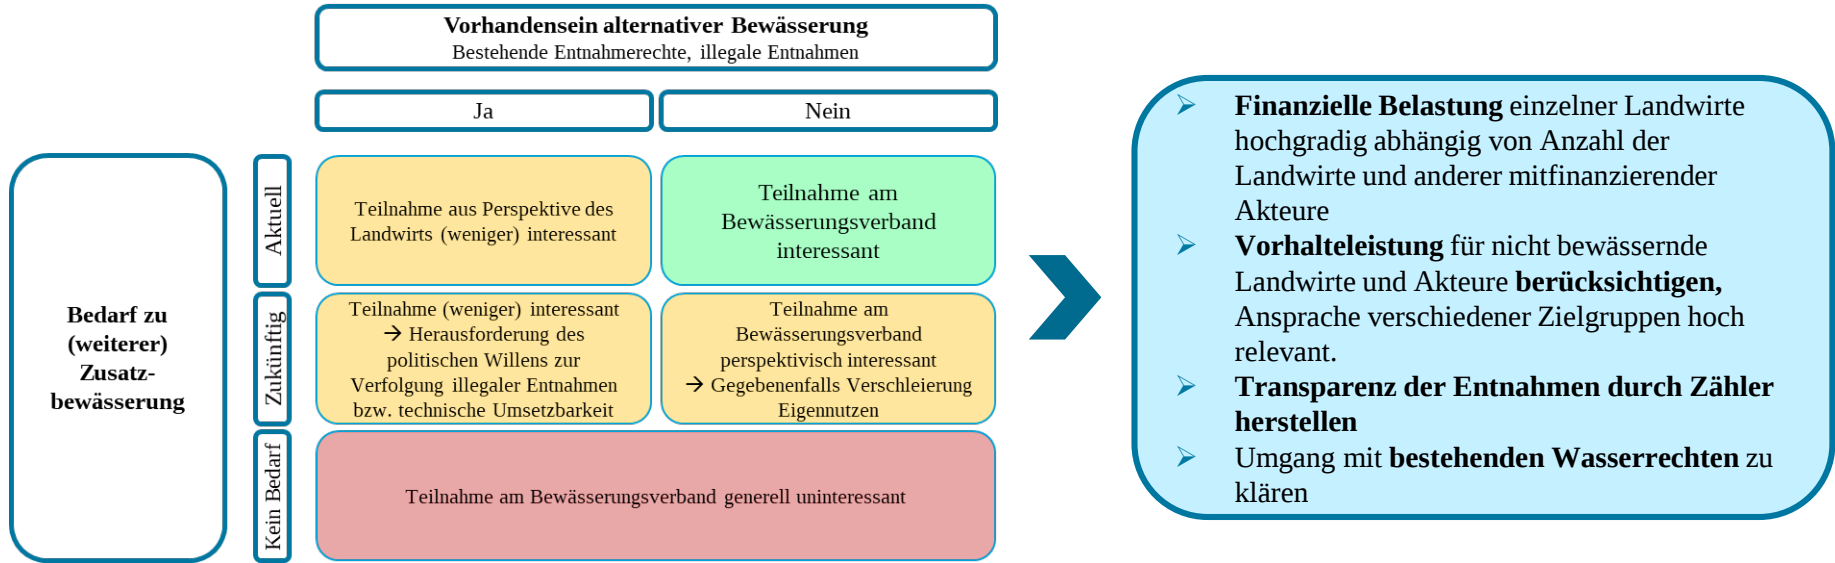 Vorhandensein alternativer Bewässerung
Bestehende Entnahmerechte, illegale Entnahmen
Ja
Nein
Bedarf zu
(weiterer)
Zusatz-
bewässerung
Aktuell
Teilnahme aus Perspektive des
Landwirts (weniger) interessant
Teilnahme am
Bewässerungsverband
interessant
Zukünftig
Teilnahme (weniger) interessant
→ Herausforderung des
politischen Willens zur
Verfolgung illegaler Entnahmen
bzw. technische Umsetzbarkeit
Teilnahme am
Bewässerungsverband
perspektivisch interessant
→ Gegebenenfalls Verschleierung
Eigennutzen
Kein Bedarf
Teilnahme am Bewässerungsverband generell uninteressant
➢ Finanzielle Belastung einzelner Landwirte
hochgradig abhängig von Anzahl der
Landwirte und anderer mitfinanzierender
Akteure
➢ Vorhalteleistung für nicht bewässernde
Landwirte und Akteure berücksichtigen,
Ansprache verschiedener Zielgruppen hoch
relevant.
➢ Transparenz der Entnahmen durch Zähler
herstellen
➢ Umgang mit bestehenden Wasserrechten zu
klären